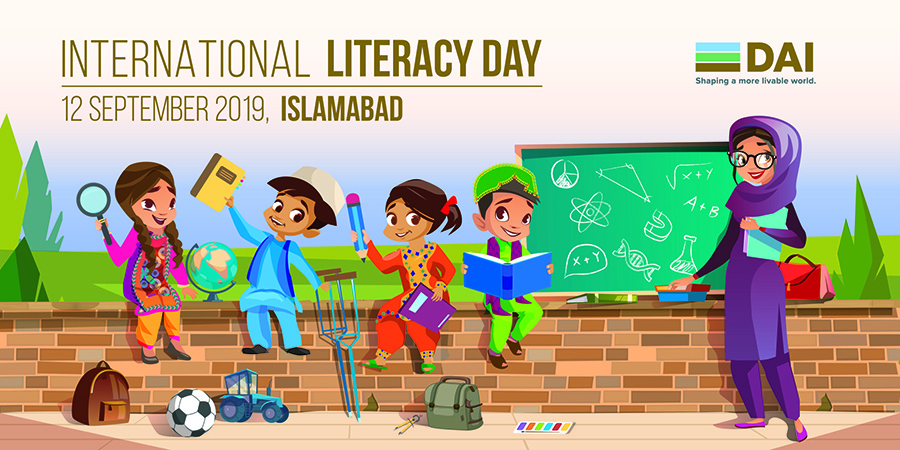 INTERNATIONAL LITERACY DAY
12 SEPTEMBER 2019, ISLAMABAD
DAI
Shaping a more livable world.
√x+y
A+B
x+y